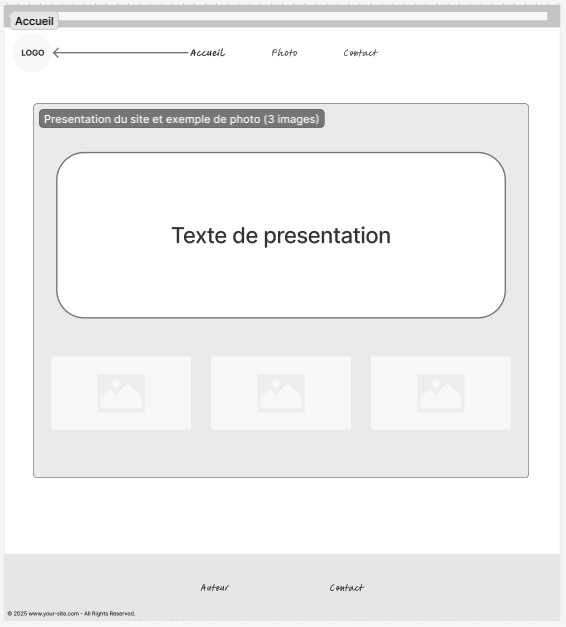 Accueil
LOGO Accueil Photo Contact
Presentation du site et exemple de photo (3 images)
Texte de presentation
Auteur Contact
© 2025 www.your-site.com - All Rights Reserved.